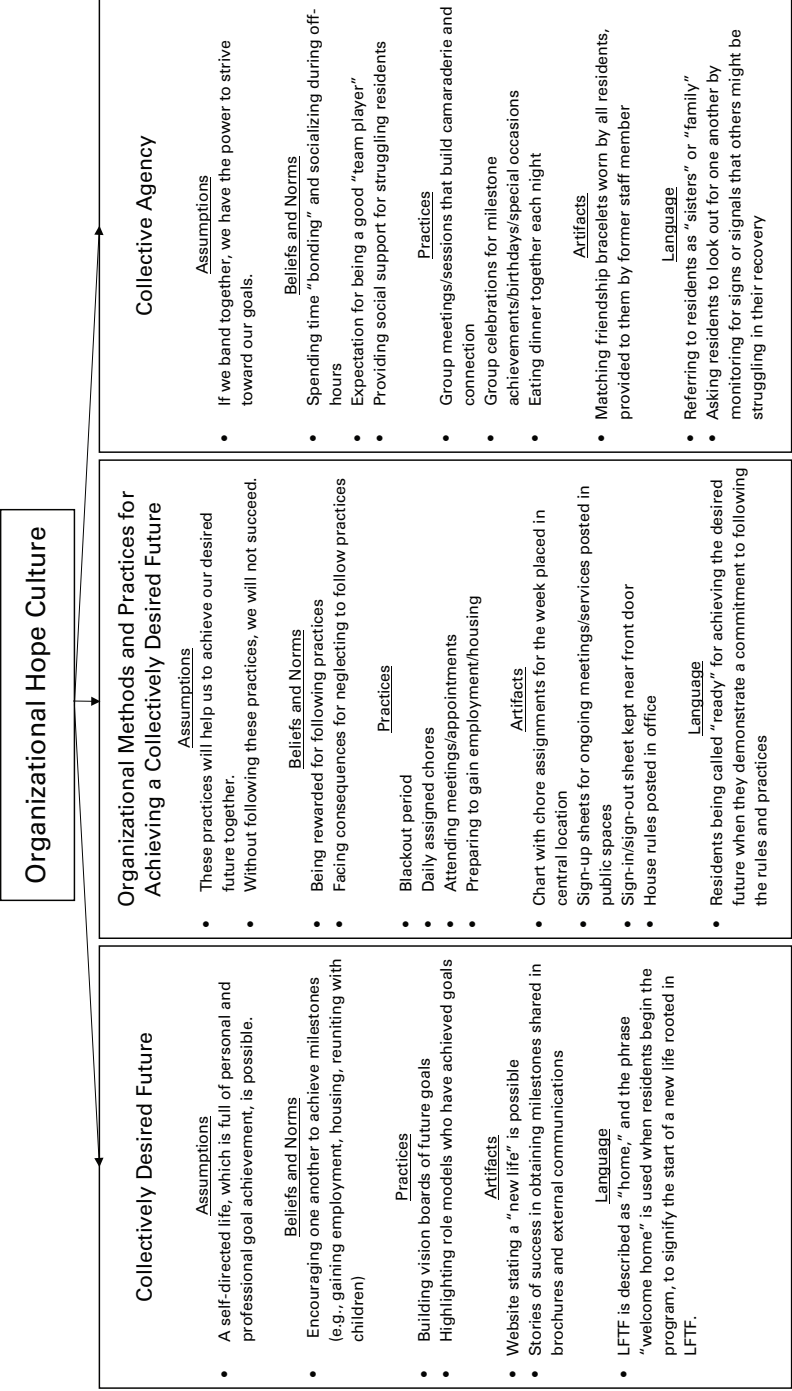 Organizational Hope Culture
Collectively Desired Future
Assumptions
• A self-directed life, which is full of personal and
professional goal achievement, is possible.
Beliefs and Norms
• Encouraging one another to achieve milestones
(e.g., gaining employment, housing, reuniting with
children)
Practices
• Building vision boards of future goals
• Highlighting role models who have achieved goals
Artifacts
• Website stating a “new life” is possible
• Stories of success in obtaining milestones shared in
brochures and external communications
Language
• LFTF is described as “home,” and the phrase
“welcome home” is used when residents begin the
program, to signify the start of a new life rooted in
LFTF.
Organizational Methods and Practices for
Achieving a Collectively Desired Future
Assumptions
• These practices will help us to achieve our desired
future together.
• Without following these practices, we will not succeed.
Beliefs and Norms
• Being rewarded for following practices
• Facing consequences for neglecting to follow practices
Practices
• Blackout period
• Daily assigned chores
• Attending meetings/appointments
• Preparing to gain employment/housing
Artifacts
• Chart with chore assignments for the week placed in
central location
• Sign-up sheets for ongoing meetings/services posted in
public spaces
• Sign-in/sign-out sheet kept near front door
• House rules posted in office
Language
• Residents being called “ready” for achieving the desired
future when they demonstrate a commitment to following
the rules and practices
Collective Agency
Assumptions
• If we band together, we have the power to strive
toward our goals.
Beliefs and Norms
• Spending time “bonding” and socializing during off-
hours
• Expectation for being a good “team player”
• Providing social support for struggling residents
Practices
• Group meetings/sessions that build camaraderie and
connection
• Group celebrations for milestone
achievements/birthdays/special occasions
• Eating dinner together each night
Artifacts
• Matching friendship bracelets worn by all residents,
provided to them by former staff member
Language
• Referring to residents as “sisters” or “family”
• Asking residents to look out for one another by
monitoring for signs or signals that others might be
struggling in their recovery